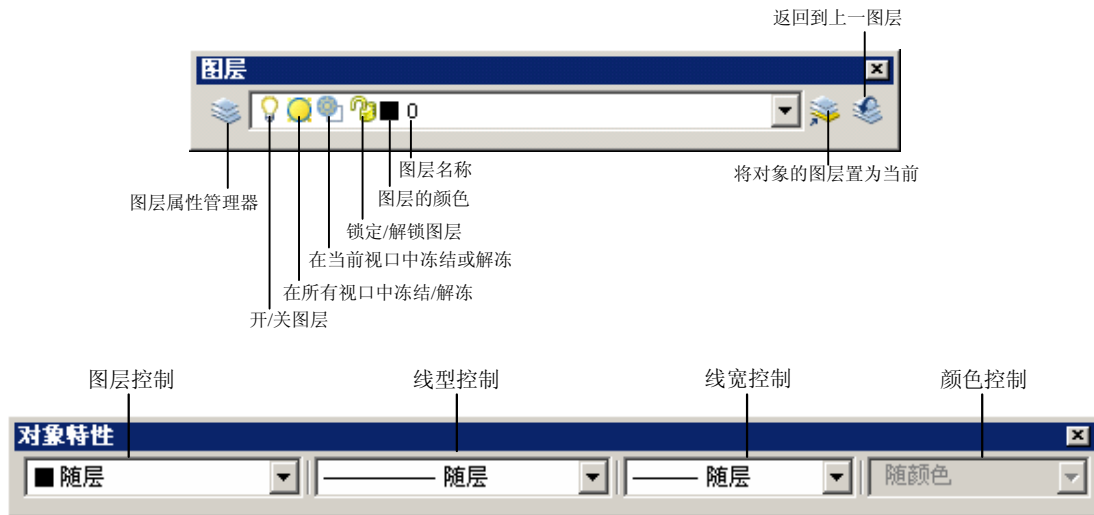 返回到上一图层
图层
0
图层名称
将对象的图层置为当前
图层属性管理器
图层的颜色
锁定/解锁图层
在当前视口中冻结或解冻
在所有视口中冻结/解冻
开/关图层
图层控制
线型控制
线宽控制
颜色控制
对象特性
随层
随层
随层
随颜色